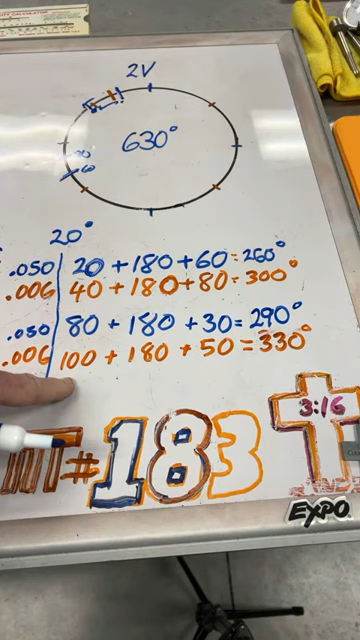 2V
630°
20°
.050 20 + 180 + 60 = 260°
.006 40 + 180 + 80 = 300°
.050 80 + 180 + 30 = 290°
.006 100 + 180 + 50 = 330°
#183
3:16
EXPO